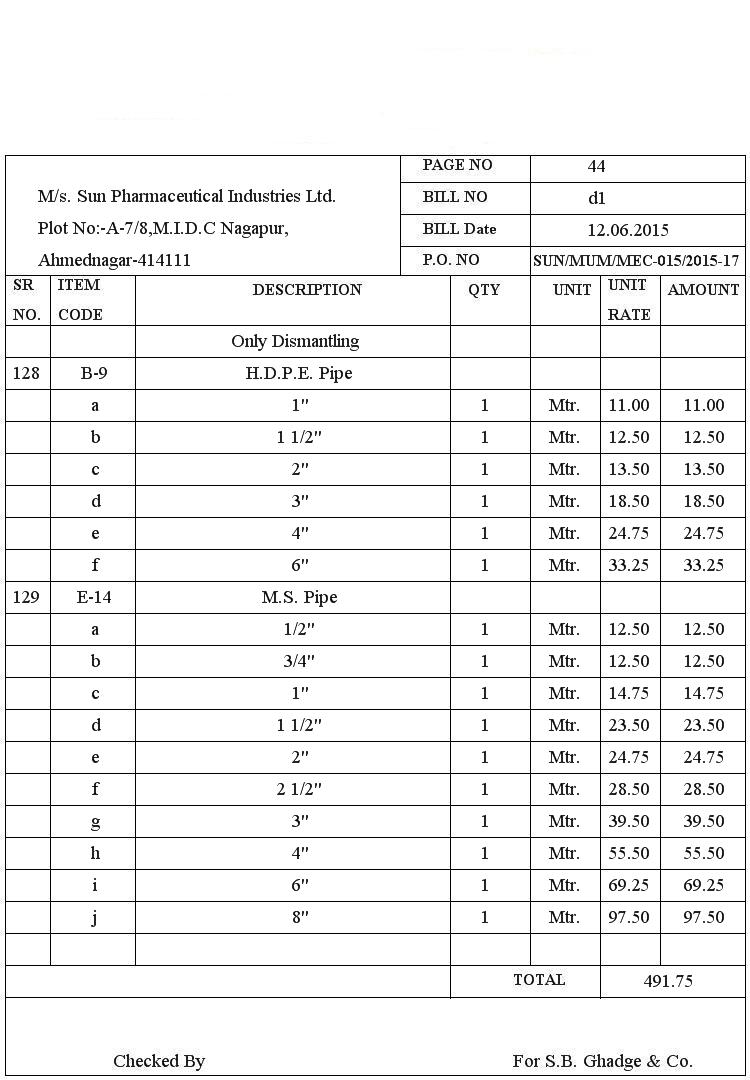 PAGE NO 44
M/s. Sun Pharmaceutical Industries Ltd. BILL NO d1
Plot No:-A-7/8,M.I.D.C Nagapur, BILL Date 12.06.2015
Ahmednagar-414111 P.O. NO SUN/MUM/MEC-015/2015-17
SR NO. ITEM CODE DESCRIPTION QTY UNIT UNIT RATE AMOUNT
Only Dismantling
128 B-9 H.D.P.E. Pipe
a 1" 1 Mtr. 11.00 11.00
b 1 1/2" 1 Mtr. 12.50 12.50
c 2" 1 Mtr. 13.50 13.50
d 3" 1 Mtr. 18.50 18.50
e 4" 1 Mtr. 24.75 24.75
f 6" 1 Mtr. 33.25 33.25
129 E-14 M.S. Pipe
a 1/2" 1 Mtr. 12.50 12.50
b 3/4" 1 Mtr. 12.50 12.50
c 1" 1 Mtr. 14.75 14.75
d 1 1/2" 1 Mtr. 23.50 23.50
e 2" 1 Mtr. 24.75 24.75
f 2 1/2" 1 Mtr. 28.50 28.50
g 3" 1 Mtr. 39.50 39.50
h 4" 1 Mtr. 55.50 55.50
i 6" 1 Mtr. 69.25 69.25
j 8" 1 Mtr. 97.50 97.50
TOTAL 491.75
Checked By For S.B. Ghadge & Co.